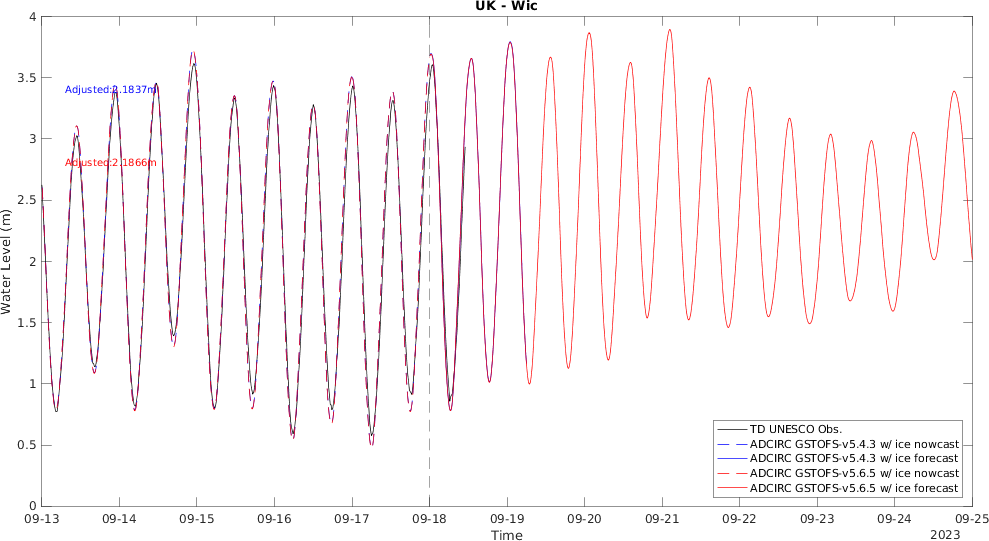 UK - Wic
4
3.5
3
2.5
2
1.5
1
0.5
0
Water Level (m)
Adjusted:2.1837m
Adjusted:2.1866m
TD UNESCO Obs.
ADCIRC GSTOFS-v5.4.3 w/ ice nowcast
ADCIRC GSTOFS-v5.4.3 w/ ice forecast
ADCIRC GSTOFS-v5.6.5 w/ ice nowcast
ADCIRC GSTOFS-v5.6.5 w/ ice forecast
09-13 09-14 09-15 09-16 09-17 09-18 09-19 09-20 09-21 09-22 09-23 09-24 09-25
Time
2023